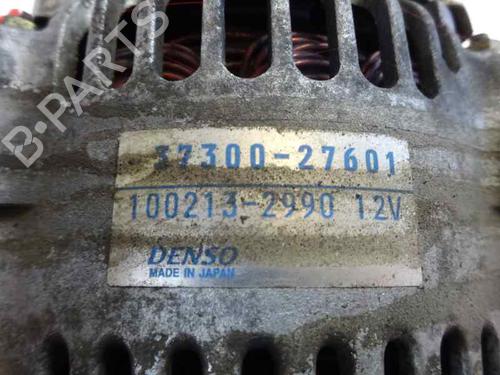 B-PARTS
37300-27601
100213-2990 12V
DENSO
MADE IN JAPAN